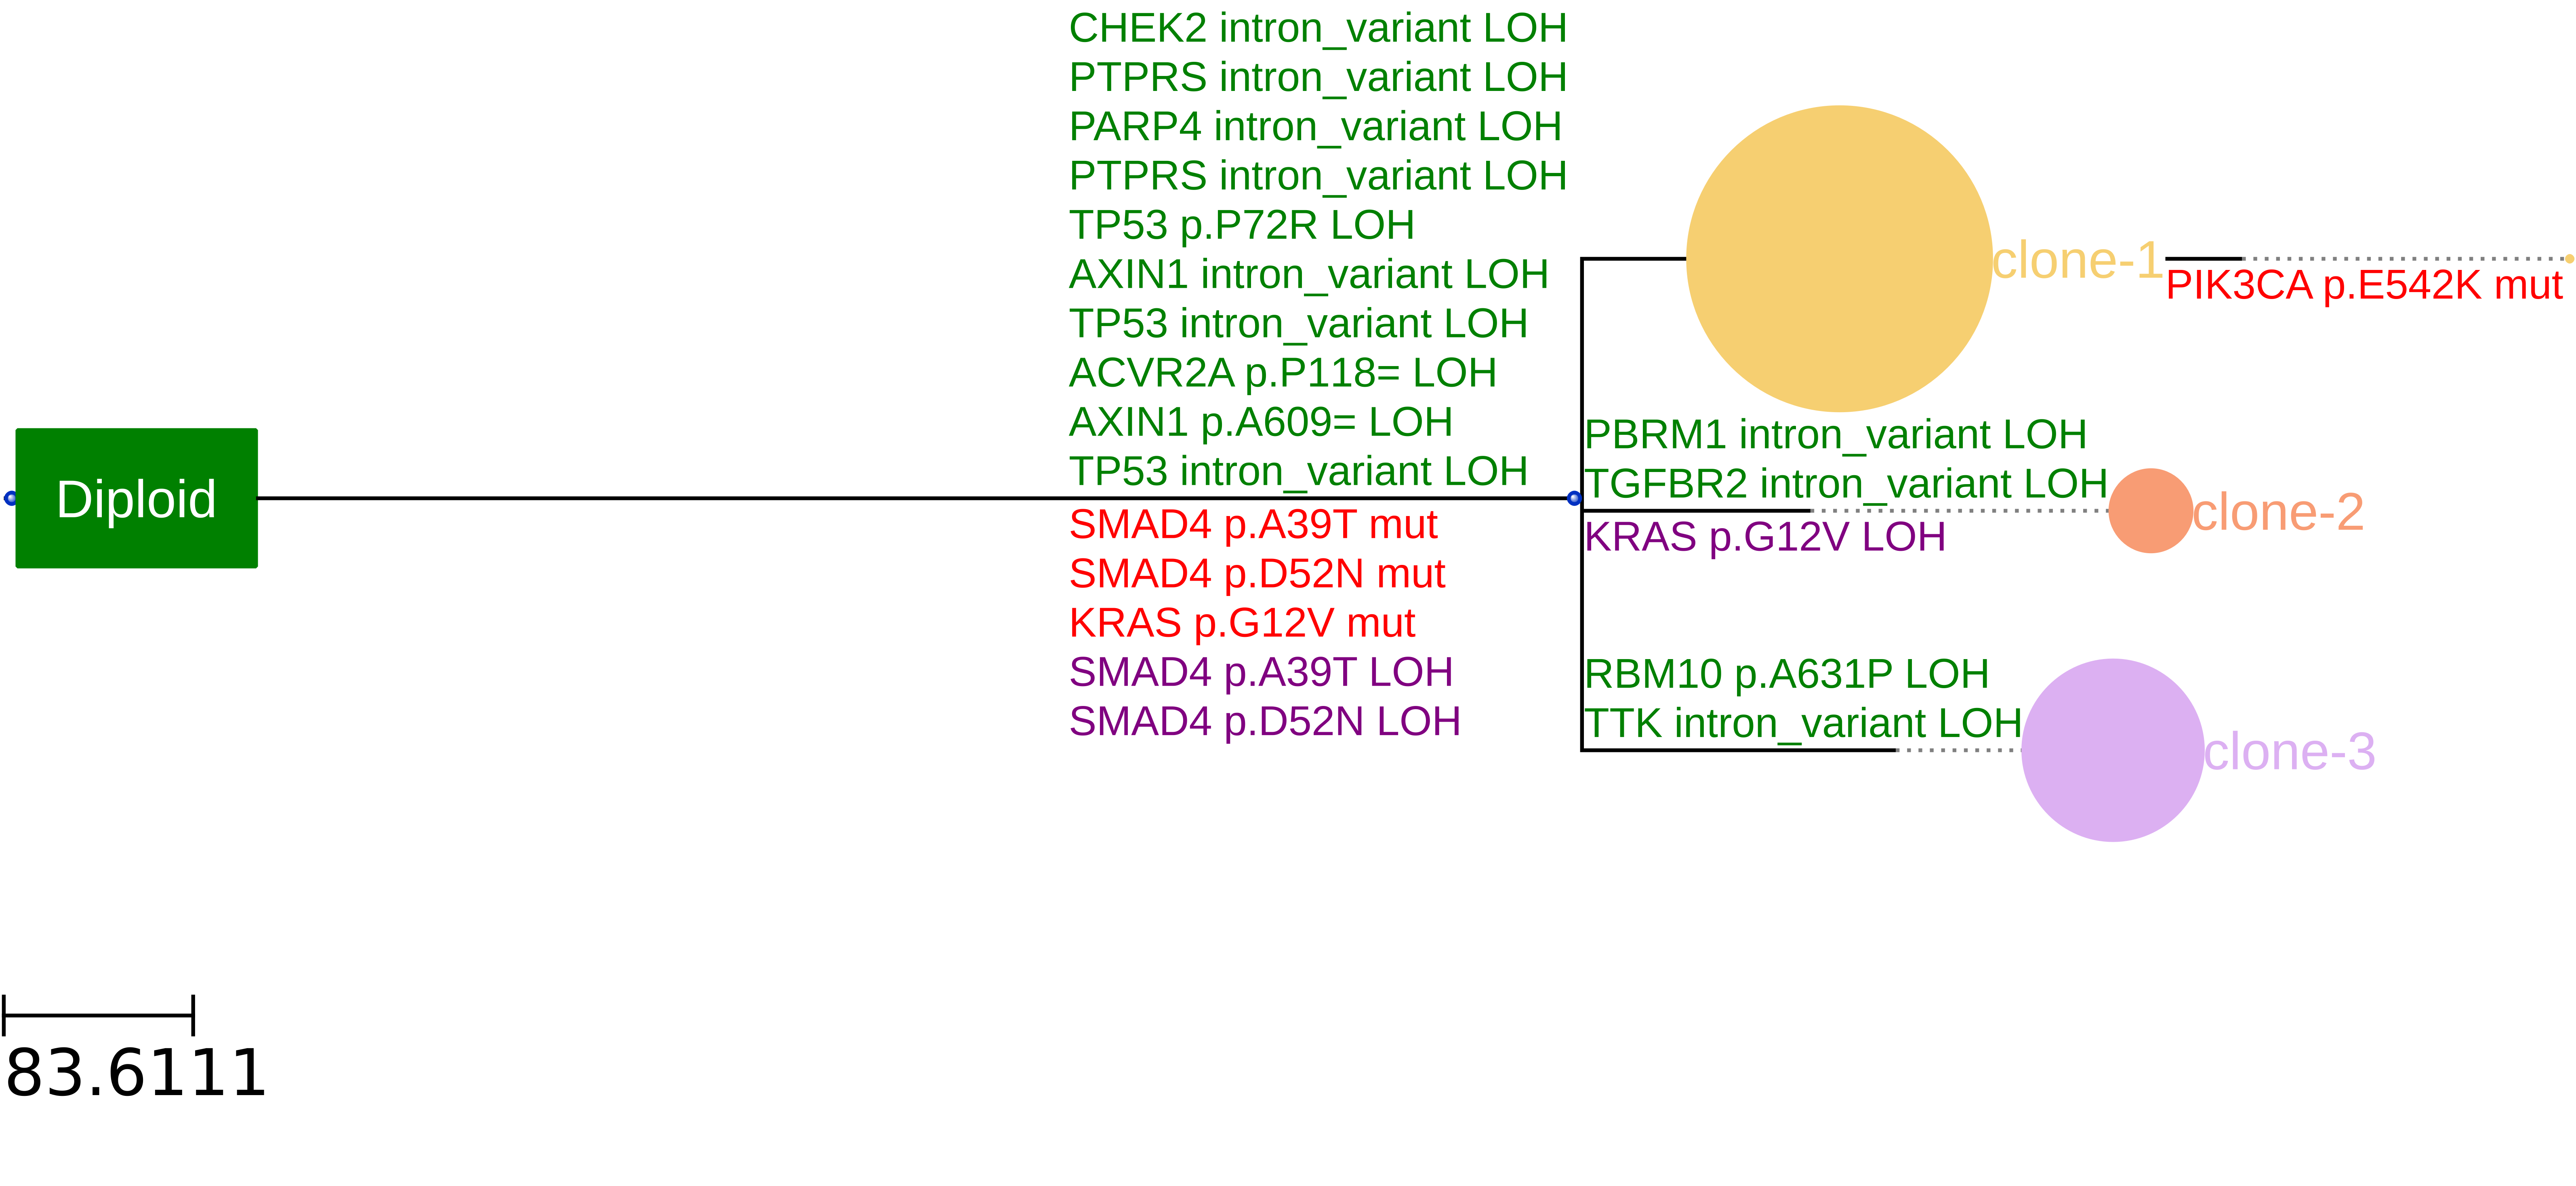 CHEK2 intron_variant LOH
PTPRS intron_variant LOH
PARP4 intron_variant LOH
PTPRS intron_variant LOH
TP53 p.P72R LOH
AXIN1 intron_variant LOH
TP53 intron_variant LOH
ACVR2A p.P118= LOH
AXIN1 p.A609= LOH
TP53 intron_variant LOH
Diploid
SMAD4 p.A39T mut
SMAD4 p.D52N mut
KRAS p.G12V mut
SMAD4 p.A39T LOH
SMAD4 p.D52N LOH
clone-1
PIK3CA p.E542K mut
PBRM1 intron_variant LOH
TGFBR2 intron_variant LOH
clone-2
KRAS p.G12V LOH
RBM10 p.A631P LOH
TTK intron_variant LOH
clone-3
83.6111